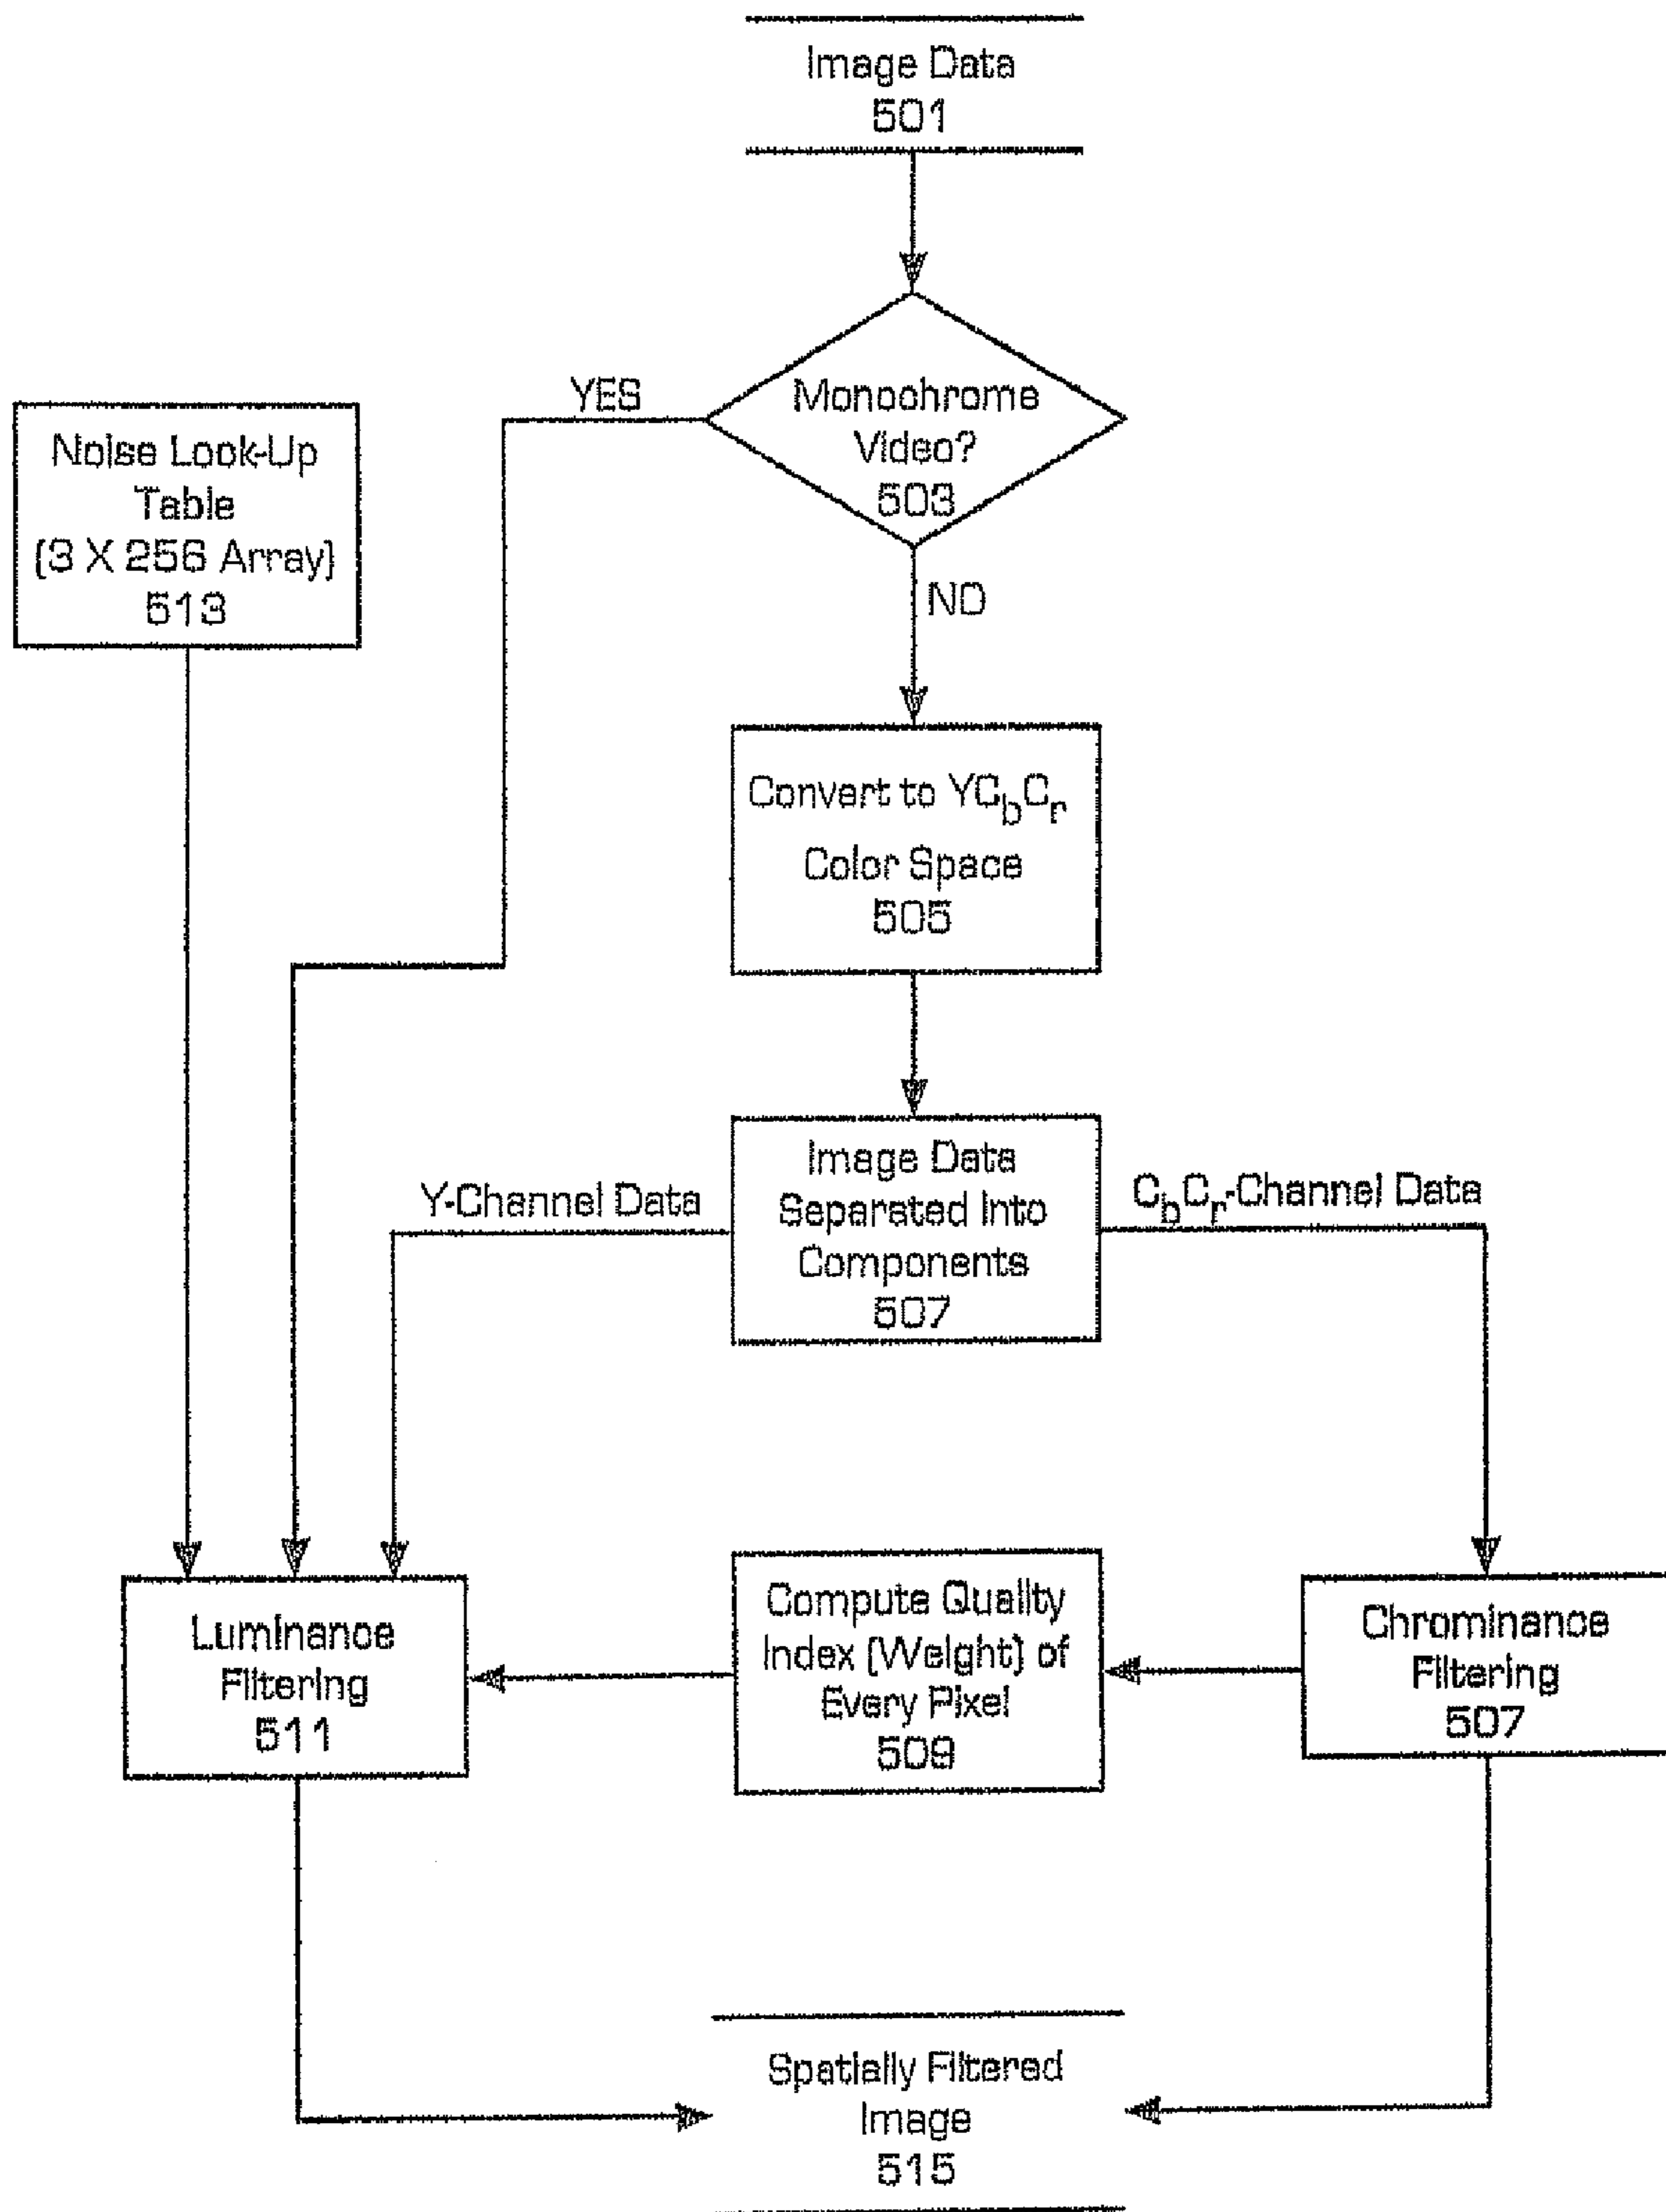 Image Data
501
Monochrome
Video?
503
YES
NO
Noise Look-Up
Table
(3 X 256 Array)
513
Convert to YCbCr
Color Space
505
Image Data
Separated Into
Components
507
Y-Channel Data
CbCr-Channel Data
Luminance
Filtering
511
Compute Quality
Index (Weight) of
Every Pixel
509
Chrominance
Filtering
507
Spatially Filtered
Image
515